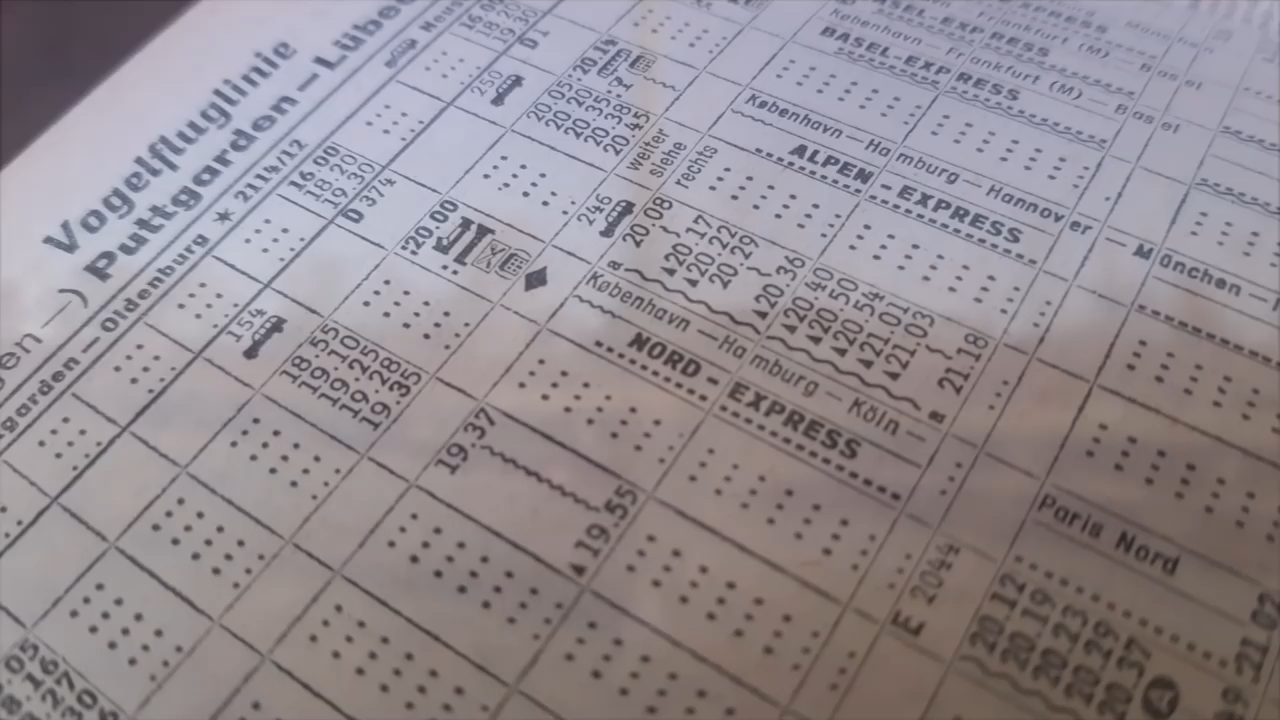 Vogelfluglinie
Puttgarden — Lübe
garden — Oldenburg ★ 2114/12
16.00
18.20
19.30
D 1
16.00
18.20
19.30
D 374
250
20.14
20.05
20.20
20.35
20.38
20.45
weiter
siehe
rechts
154
20.00
18.55
19.10
19.25
19.28
19.35
246
a 20.08
20.17
20.22
20.29
20.36
20.40
20.50
20.54
21.01
21.03
a 21.18
København — Frankfurt (M) — Basel
BASEL-EXPRESS
København — Hamburg — Hannover — München —
ALPEN-EXPRESS
København — Hamburg — Köln —
NORD-EXPRESS
Paris Nord
19.37
19.55
E 2044
20.12
20.19
20.23
20.29
20.37
21.02